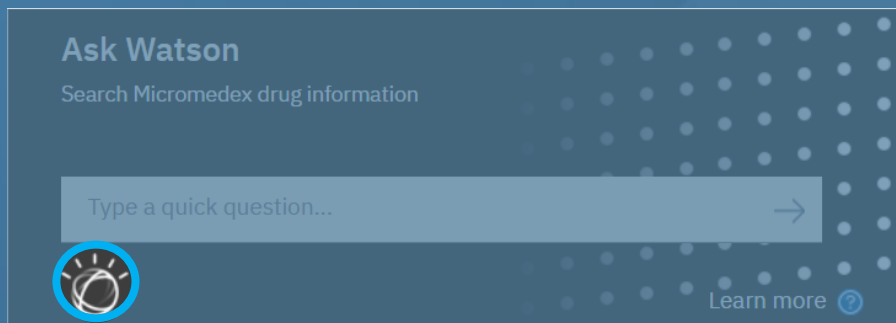 Ask Watson
Search Micromedex drug information
Type a quick question...
Learn more ?